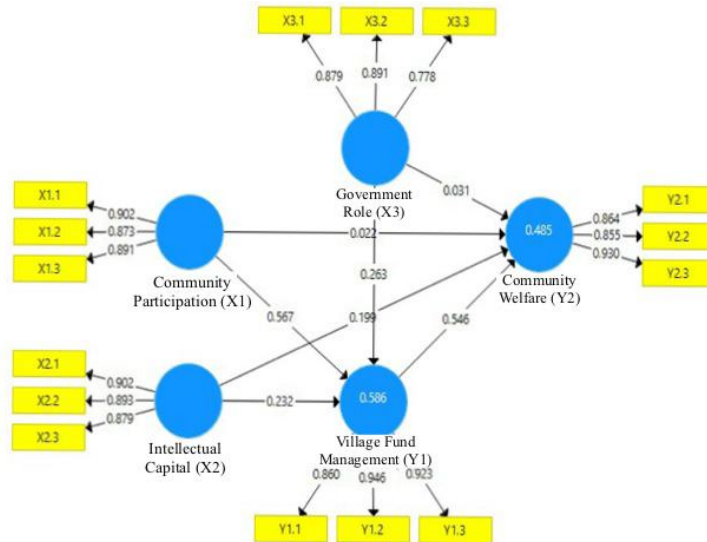 X3.1 X3.2 X3.3
0.879 0.891 0.778
Government
Role (X3)
0.031
X1.1
X1.2
X1.3
0.902
0.873
0.891
Community
Participation (X1)
0.022
0.263
0.567
0.199
0.546
0.485
Community
Welfare (Y2)
0.864
0.855
0.930
Y2.1
Y2.2
Y2.3
X2.1
X2.2
X2.3
0.902
0.893
0.879
Intellectual
Capital (X2)
0.232
0.586
Village Fund
Management (Y1)
0.860 0.946 0.923
Y1.1 Y1.2 Y1.3